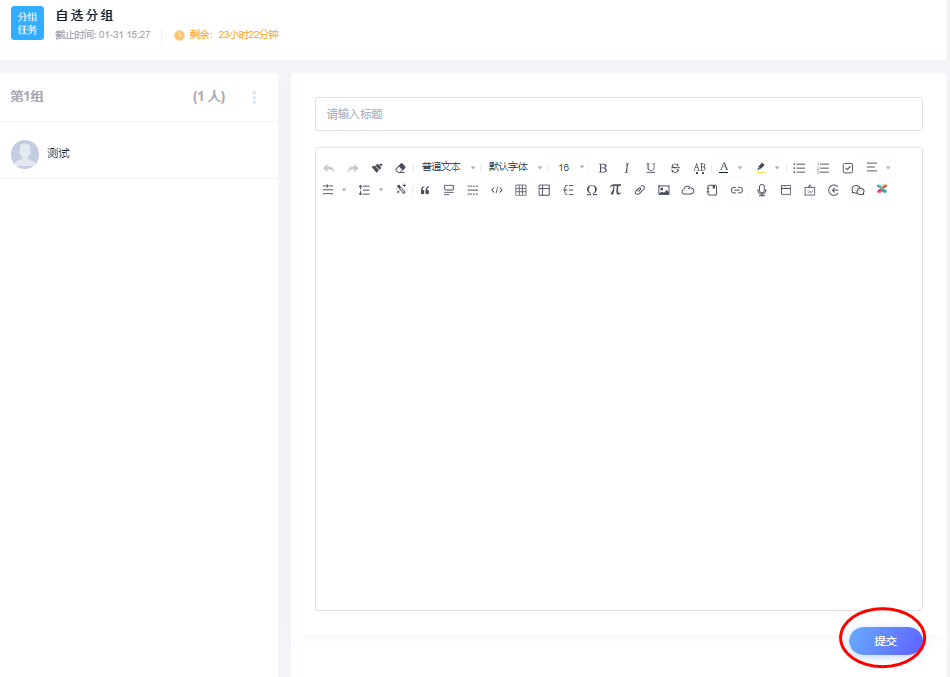 分组
任务
自选分组
截止时间: 01-31 15:27
剩余: 23小时22分钟
第1组
(1 人)
测试
请输入标题
普通文本
默认字体
16
B I U S AB A
提交